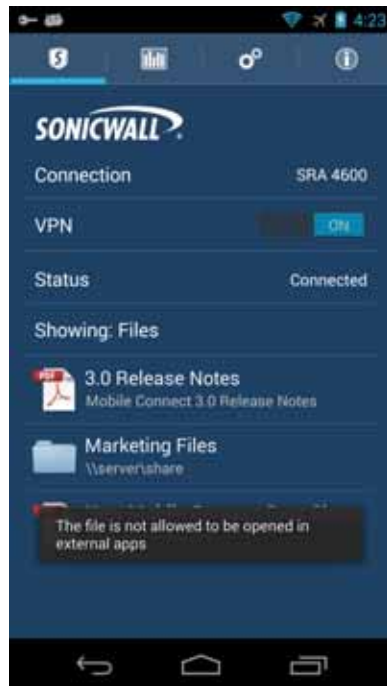 4:23
SONICWALL
Connection SRA 4600
VPN ON
Status Connected
Showing: Files
PDF
3.0 Release Notes
Mobile Connect 3.0 Release Notes
Marketing Files
\\server\share
The file is not allowed to be opened in
external apps